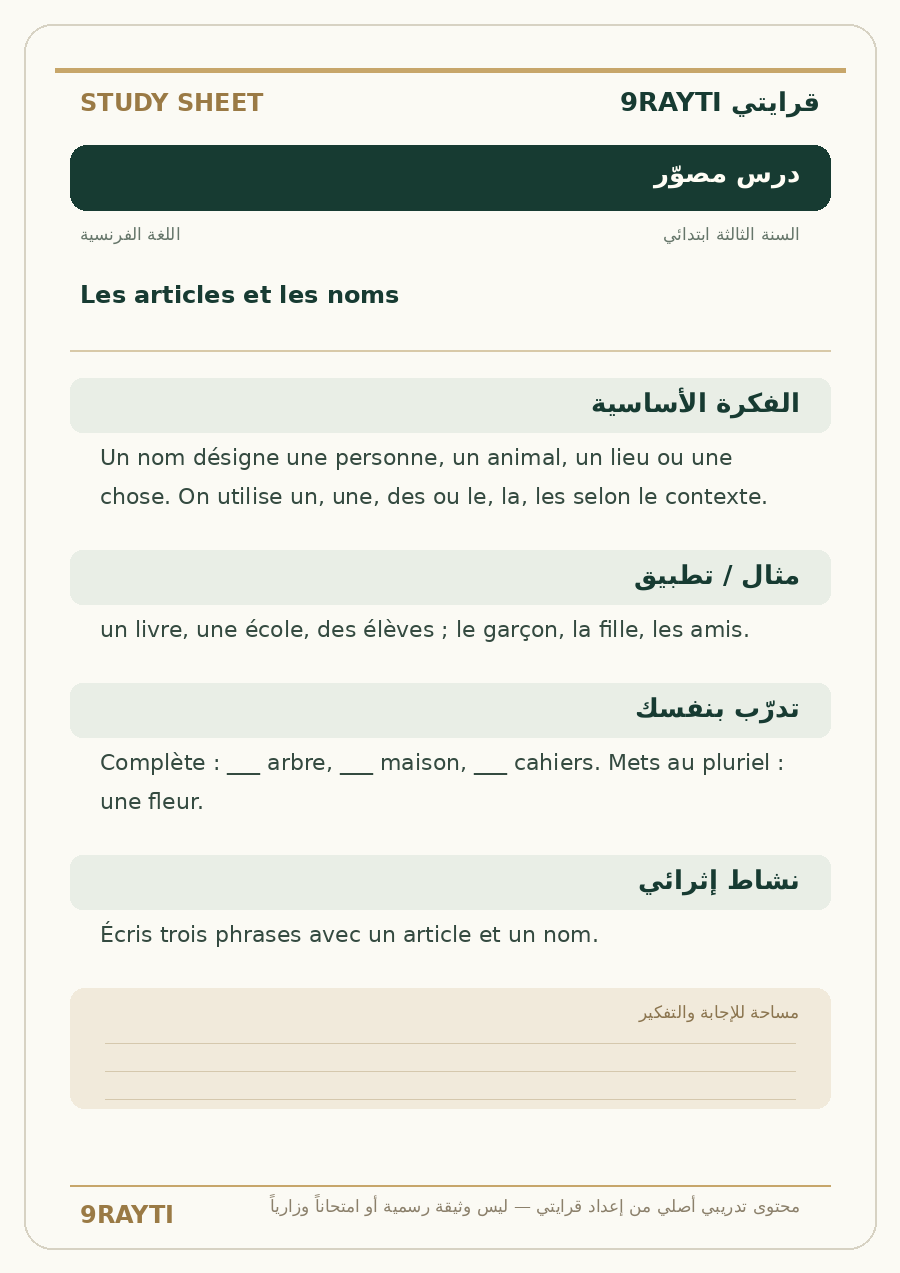 STUDY SHEET
قرايتي 9RAYTI
درس مصوّر
السنة الثالثة ابتدائي
اللغة الفرنسية
Les articles et les noms
الفكرة الأساسية
Un nom désigne une personne, un animal, un lieu ou une
chose. On utilise un, une, des ou le, la, les selon le contexte.
مثال / تطبيق
un livre, une école, des élèves ; le garçon, la fille, les amis.
تدرّب بنفسك
Complète : ___ arbre, ___ maison, ___ cahiers. Mets au pluriel :
une fleur.
نشاط إثرائي
Écris trois phrases avec un article et un nom.
مساحة للإجابة والتفكير
محتوى تدريبي أصلي من إعداد قرايتي — ليس وثيقة رسمية أو امتحاناً وزارياً
9RAYTI